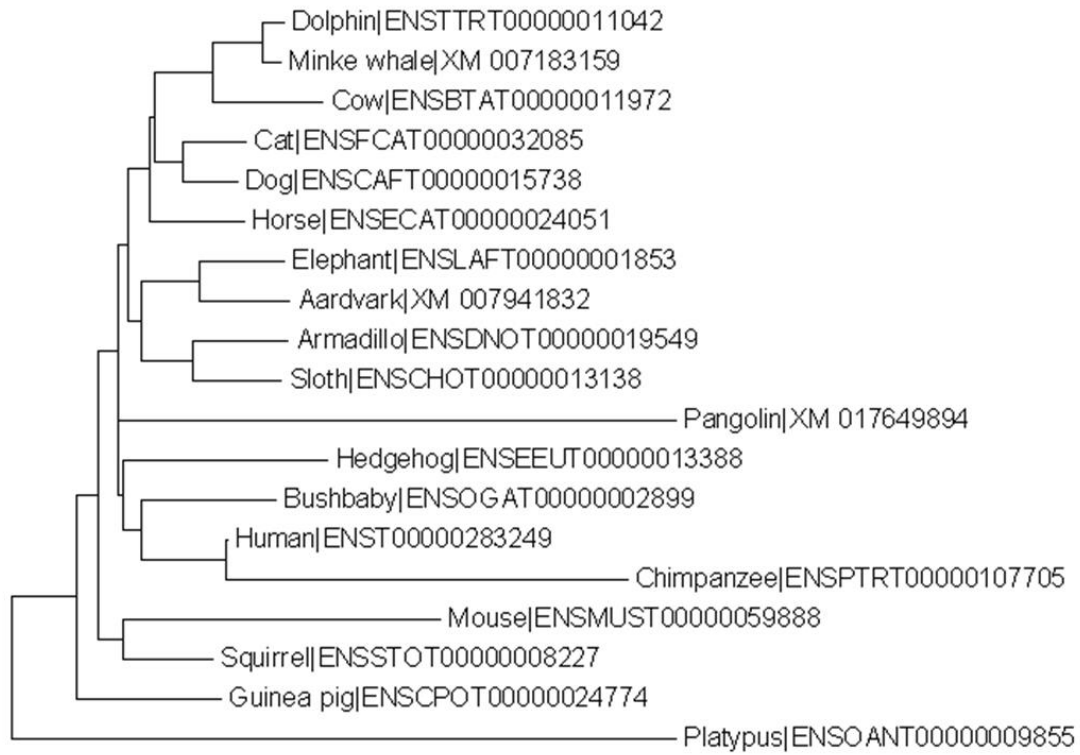 Dolphin|ENSTTRT00000011042
Minke whale|XM 007183159
Cow|ENSBTAT00000011972
Cat|ENSFCAT00000032085
Dog|ENSCAFT00000015738
Horse|ENSECAT00000024051
Elephant|ENSLAFT00000001853
Aardvark|XM 007941832
Armadillo|ENSDNOT00000019549
Sloth|ENSCHOT00000013138
Pangolin|XM 017649894
Hedgehog|ENSEEUT00000013388
Bushbaby|ENSOGAT00000002899
Human|ENST00000283249
Chimpanzee|ENSPTRT00000107705
Mouse|ENSMUST00000059888
Squirrel|ENSSTOT00000008227
Guinea pig|ENSCPOT00000024774
Platypus|ENSOANT00000009855